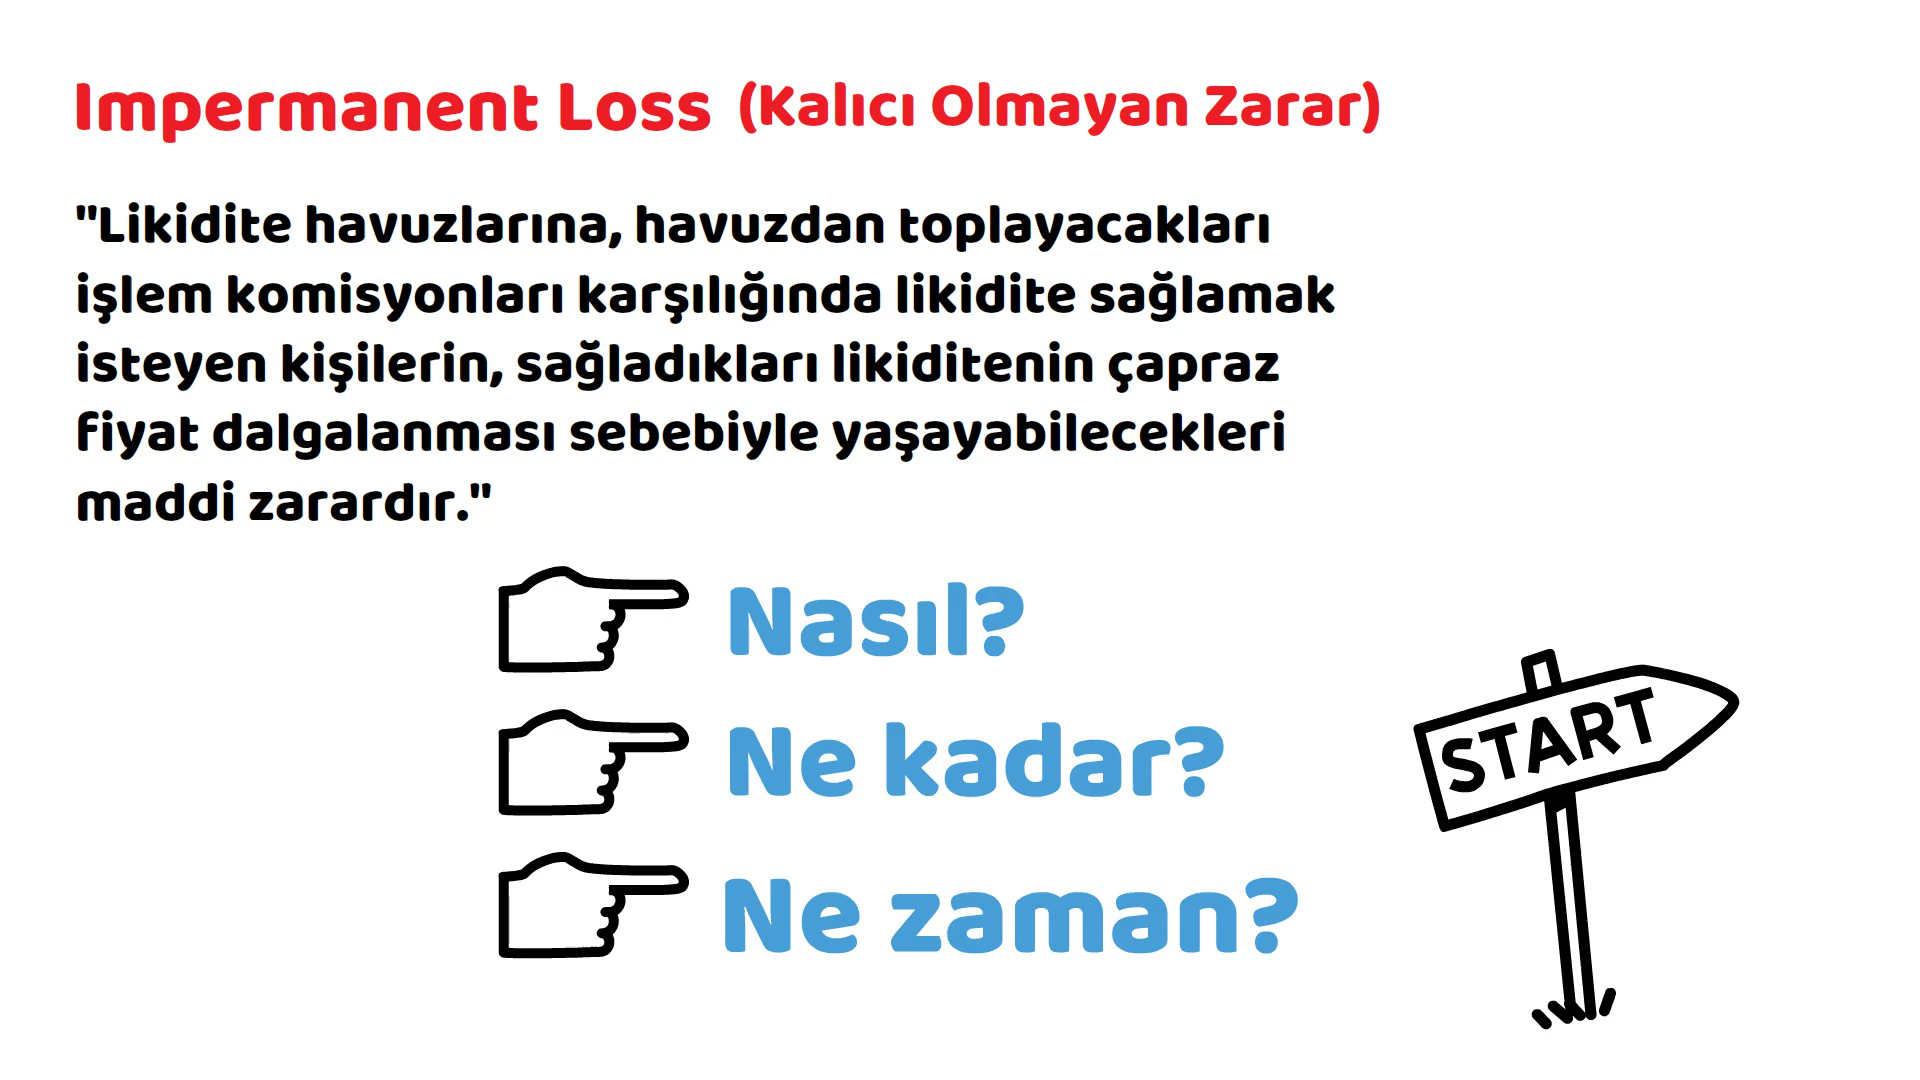 Impermanent Loss (Kalıcı Olmayan Zarar)
"Likidite havuzlarına, havuzdan toplayacakları
işlem komisyonları karşılığında likidite sağlamak
isteyen kişilerin, sağladıkları likiditenin çapraz
fiyat dalgalanması sebebiyle yaşayabilecekleri
maddi zarardır."
Nasıl?
Ne kadar?
Ne zaman?
START